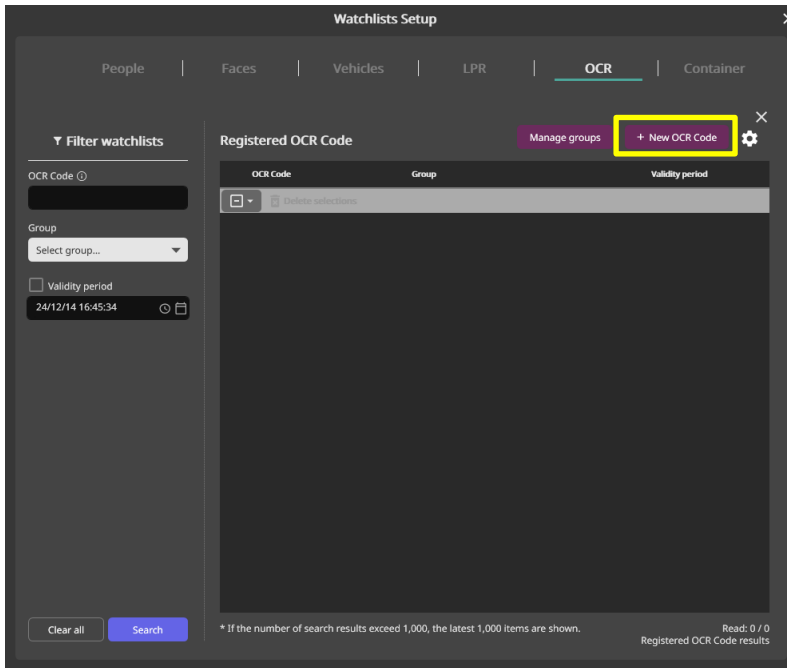 Watchlists Setup
People
Faces
Vehicles
LPR
OCR
Container
Filter watchlists
OCR Code
Group
Select group...
Validity period
24/12/14 16:45:34
Clear all
Search
Registered OCR Code
Manage groups
+ New OCR Code
OCR Code
Group
Validity period
Delete selections
* If the number of search results exceed 1,000, the latest 1,000 items are shown.
Read: 0 / 0
Registered OCR Code results